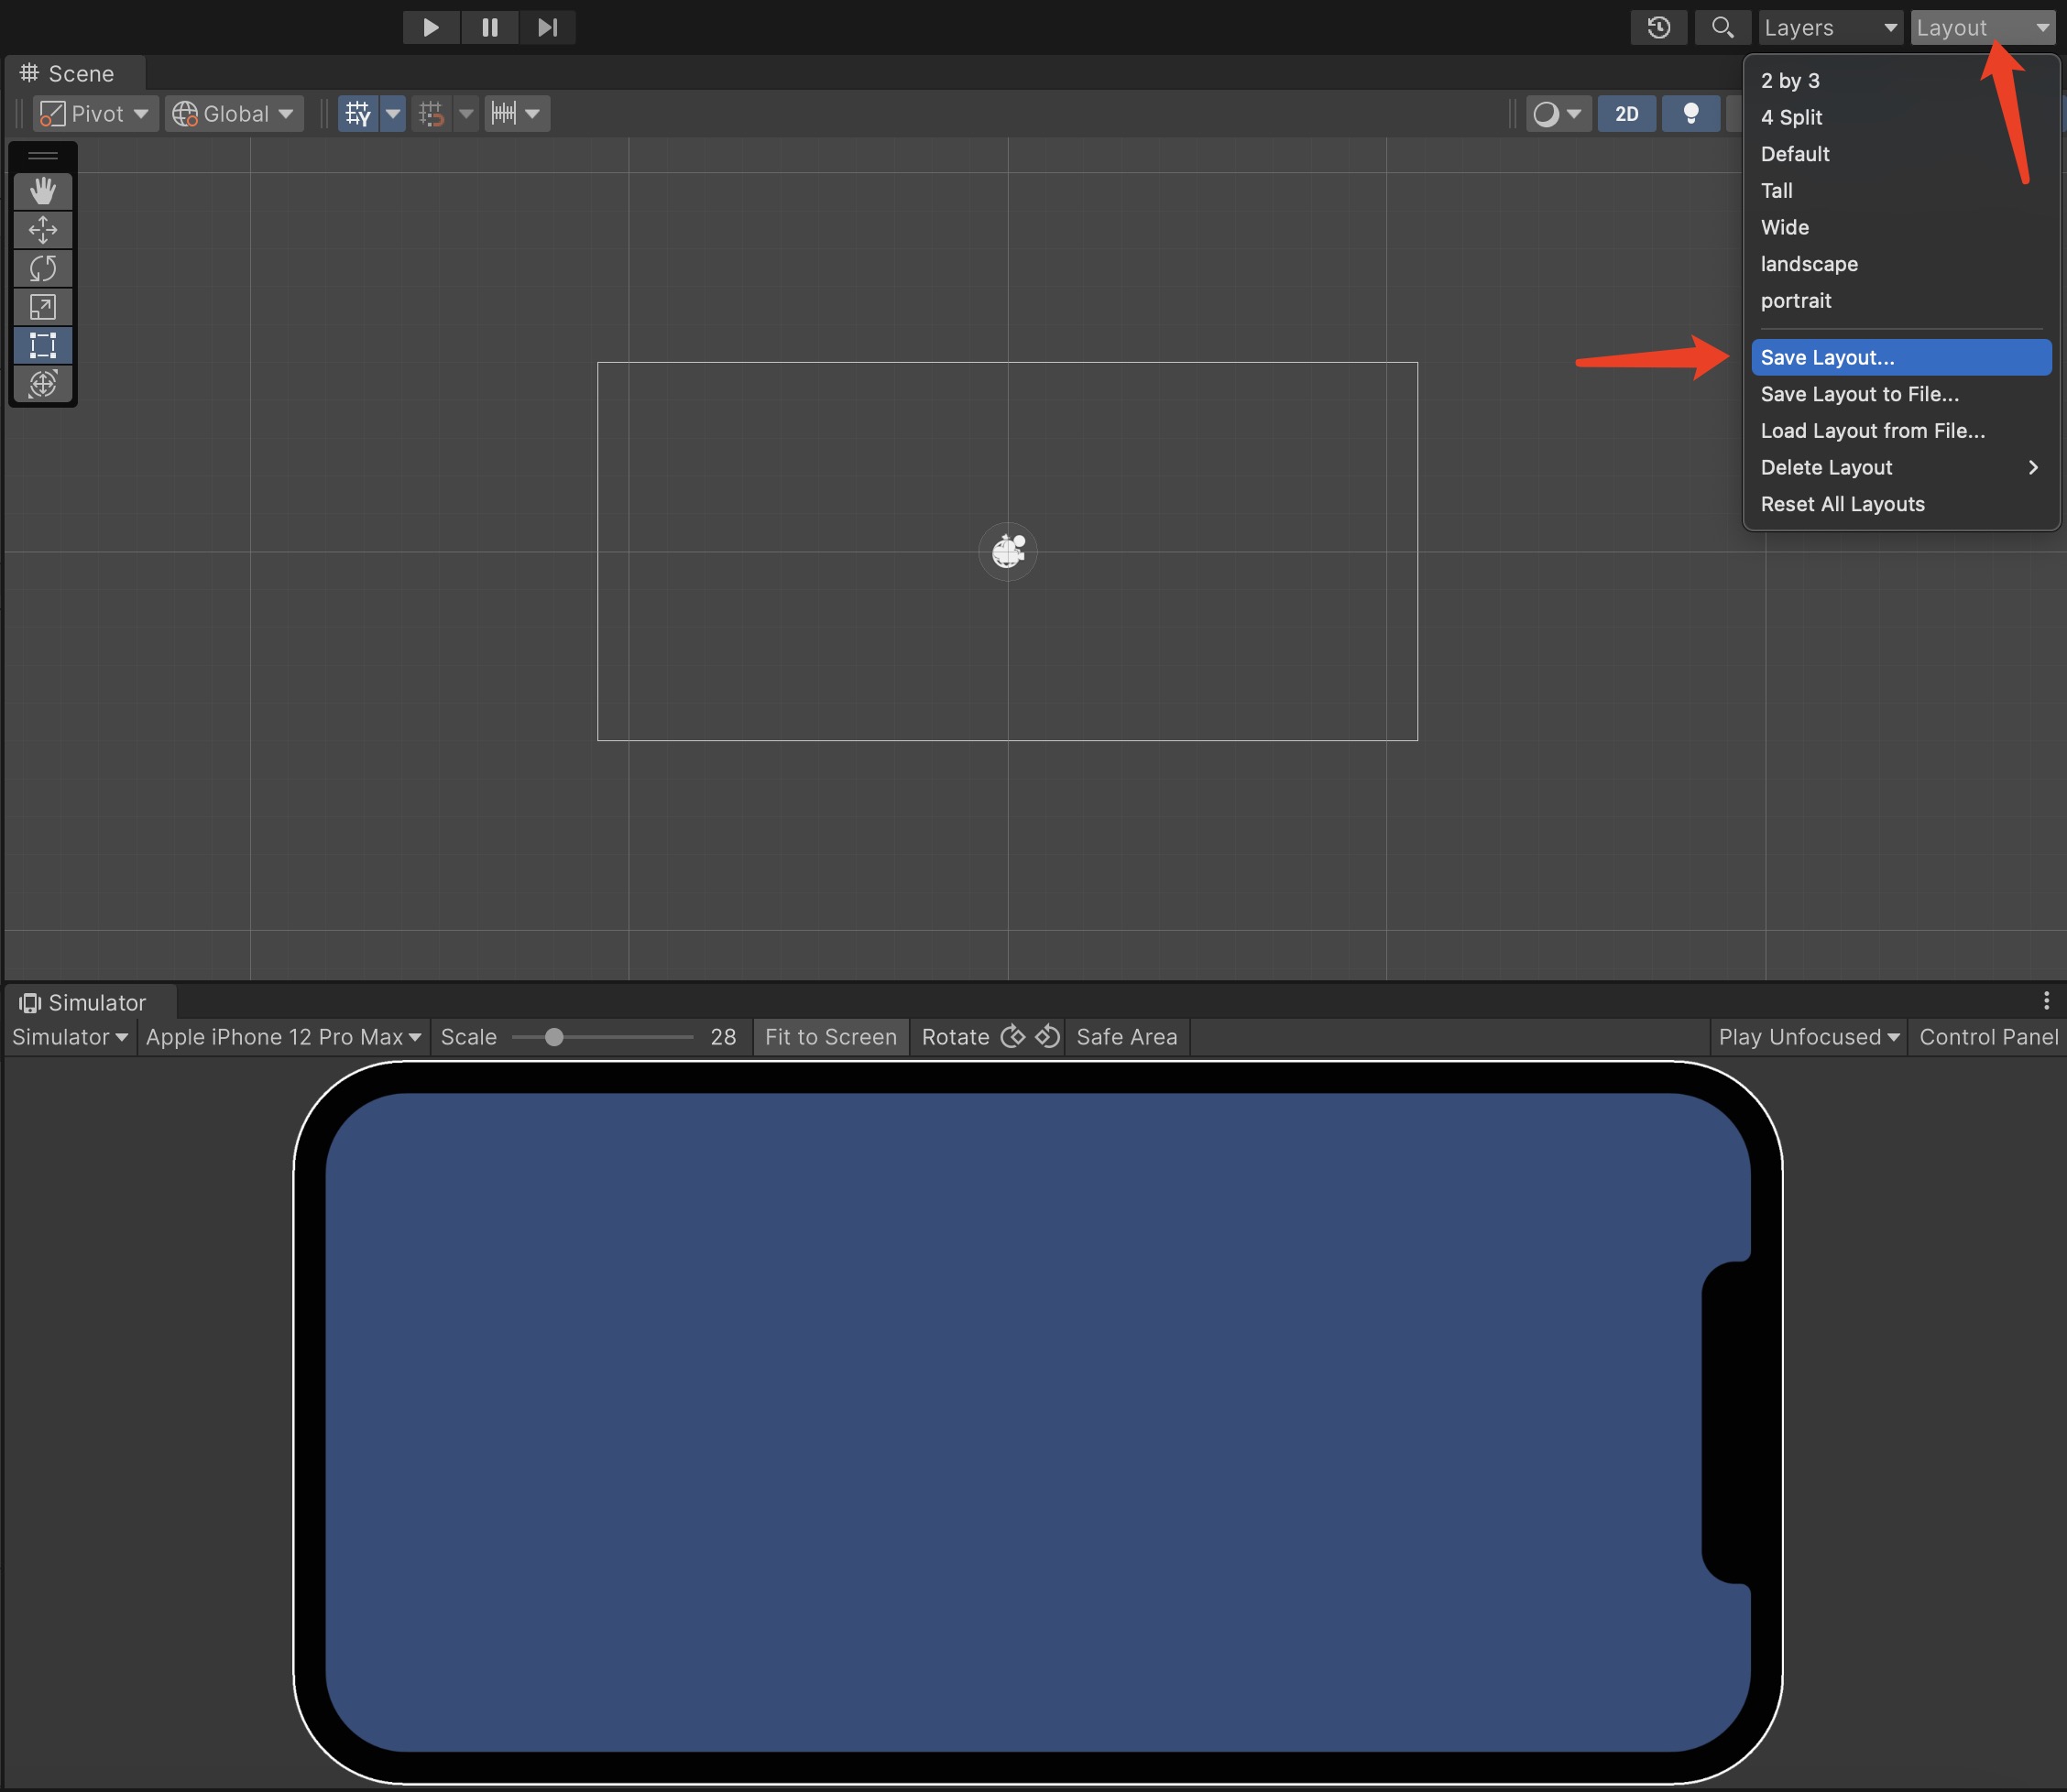 Layers
Layout
Scene
Pivot
Global
2D
2 by 3
4 Split
Default
Tall
Wide
landscape
portrait
Save Layout...
Save Layout to File...
Load Layout from File...
Delete Layout
Reset All Layouts
Simulator
Simulator
Apple iPhone 12 Pro Max
Scale
28
Fit to Screen
Rotate
Safe Area
Play Unfocused
Control Panel